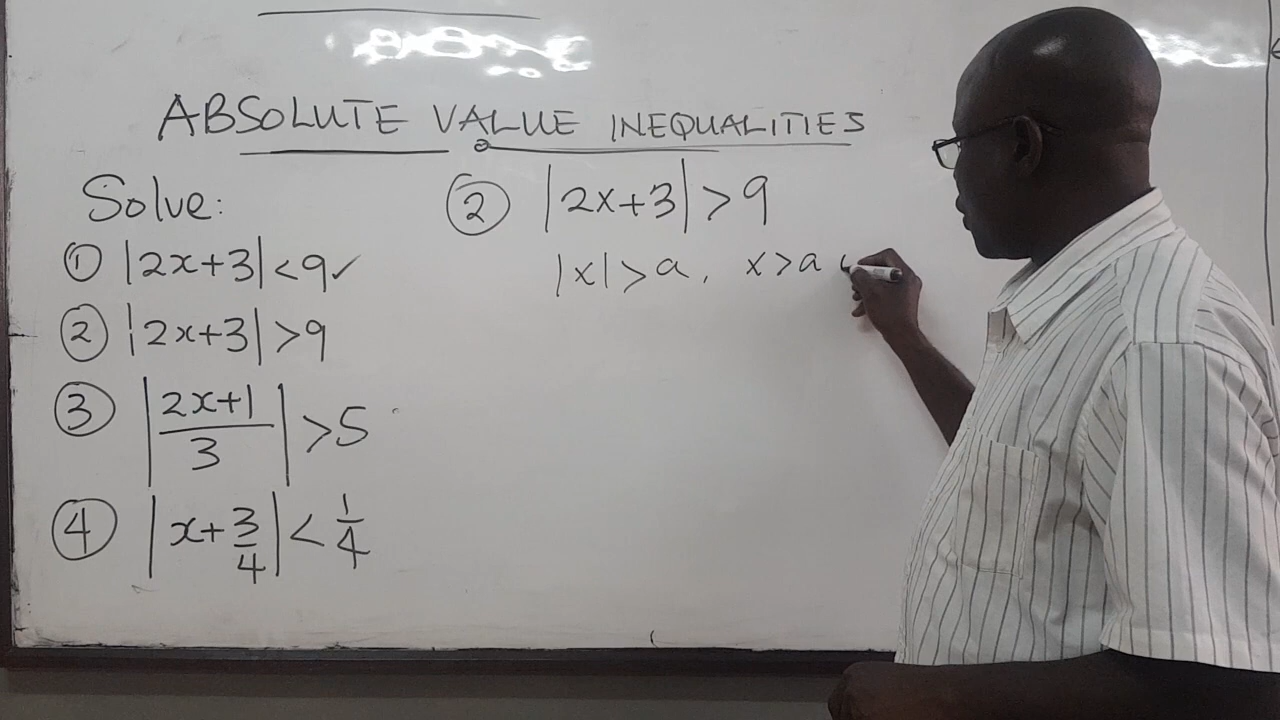 ABSOLUTE VALUE INEQUALITIES
Solve:
① |2x+3|<9✓
② |2x+3|>9
③ |(2x+1)/3|>5
④ |x+3/4|<1/4
② |2x+3|>9
|x|>a, x>a